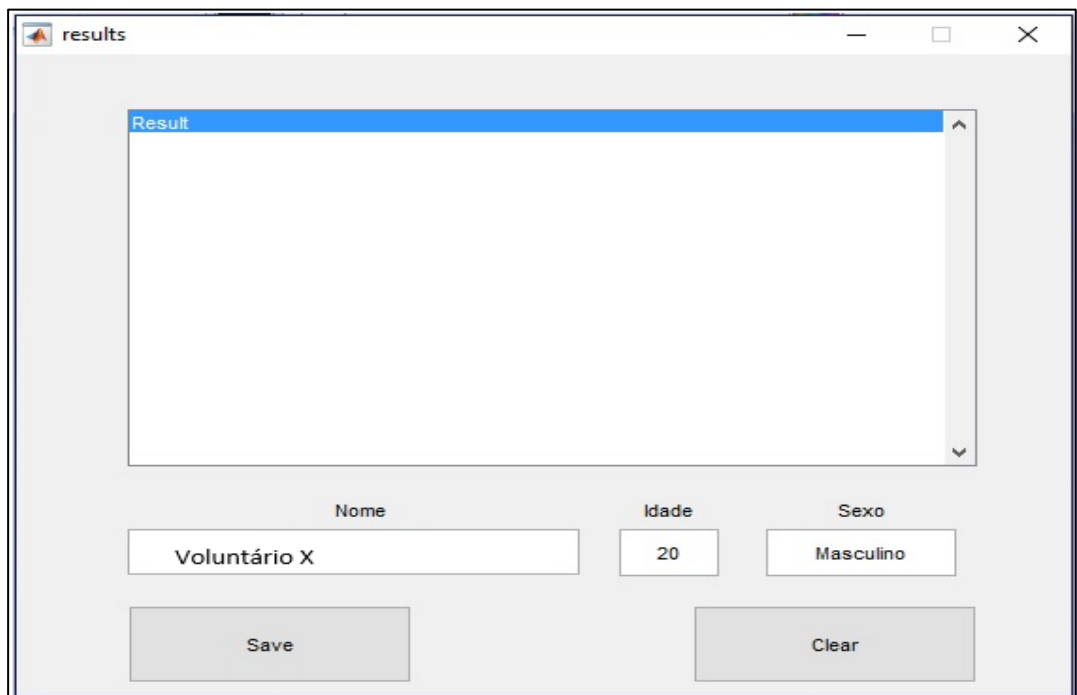 results
Result
Nome Idade Sexo
Voluntário X 20 Masculino
Save Clear